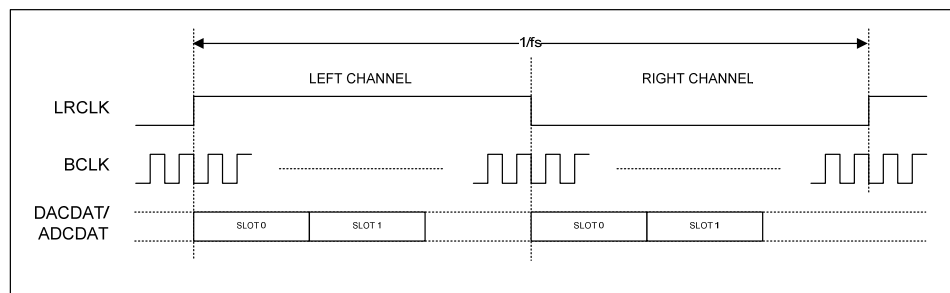 1/fs
LEFT CHANNEL RIGHT CHANNEL
LRCLK
BCLK
DACDAT/
ADCDAT
SLOT 0 SLOT 1 SLOT 0 SLOT 1